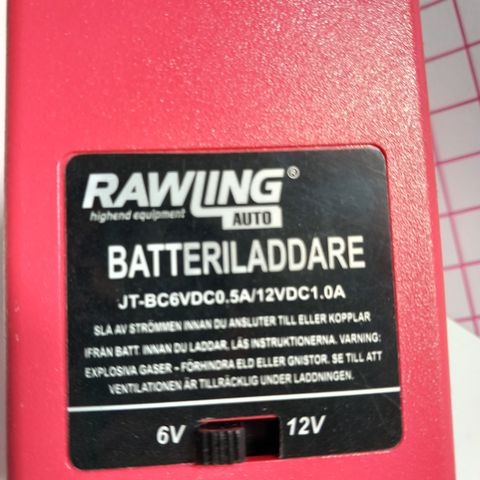 RAWLING®
highend equipment AUTO
BATTERILADDARE
JT-BC6VDC0.5A/12VDC1.0A
SLA AV STRÖMMEN INNAN DU ANSLUTER TILL ELLER KOPPLAR
IFRÅN BATT. INNAN DU LADDAR, LÄS INSTRUKTIONERNA. VARNING:
EXPLOSIVA GASER - FÖRHINDRA ELD ELLER GNISTOR. SE TILL ATT
VENTILATIONEN ÄR TILLRÄCKLIG UNDER LADDNINGEN.
6V 12V